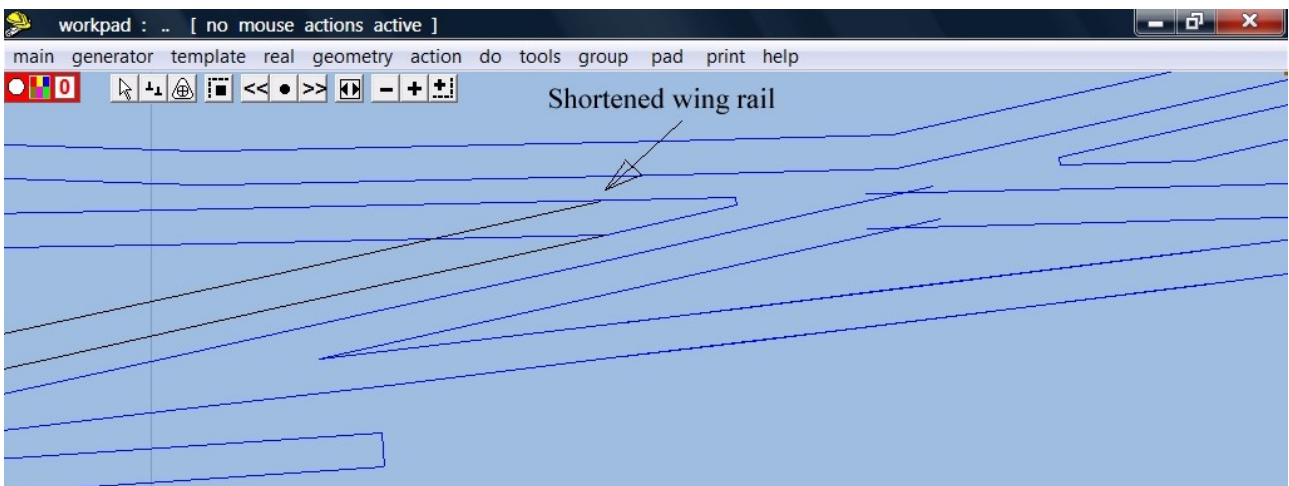 workpad : .. [ no mouse actions active ]
main generator template real geometry action do tools group pad print help
0 << >>
Shortened wing rail